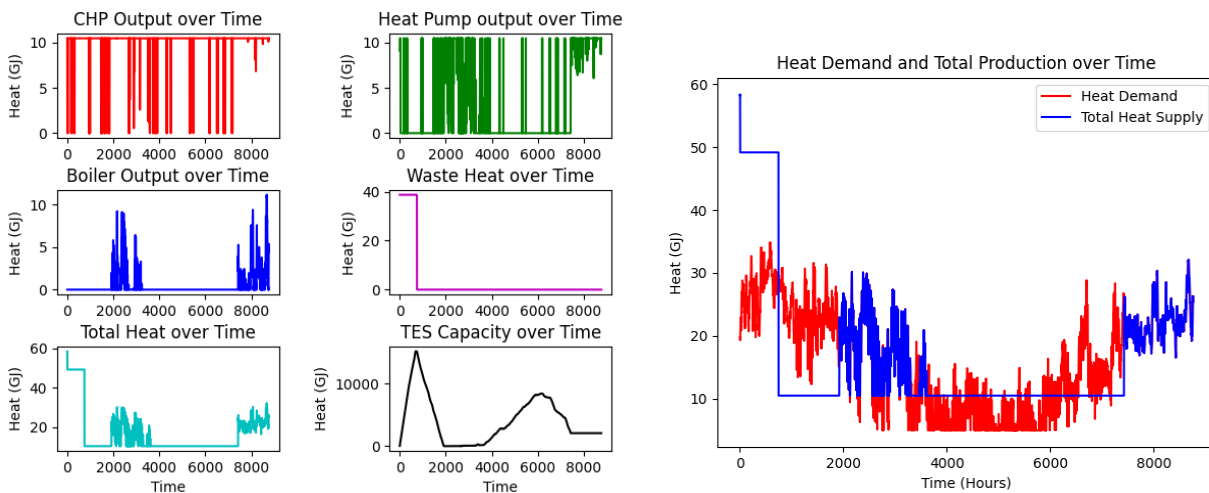 CHP Output over Time
Heat (GJ)
10
5
0
0 2000 4000 6000 8000
Heat Pump output over Time
Heat (GJ)
10
5
0
0 2000 4000 6000 8000
Boiler Output over Time
Heat (GJ)
10
5
0
0 2000 4000 6000 8000
Waste Heat over Time
Heat (GJ)
40
20
0
0 2000 4000 6000 8000
Total Heat over Time
Heat (GJ)
60
40
20
0 2000 4000 6000 8000
Time
TES Capacity over Time
Heat (GJ)
10000
0
0 2000 4000 6000 8000
Time
Heat Demand and Total Production over Time
Heat Demand
Total Heat Supply
Heat (GJ)
60
50
40
30
20
10
0 2000 4000 6000 8000
Time (Hours)